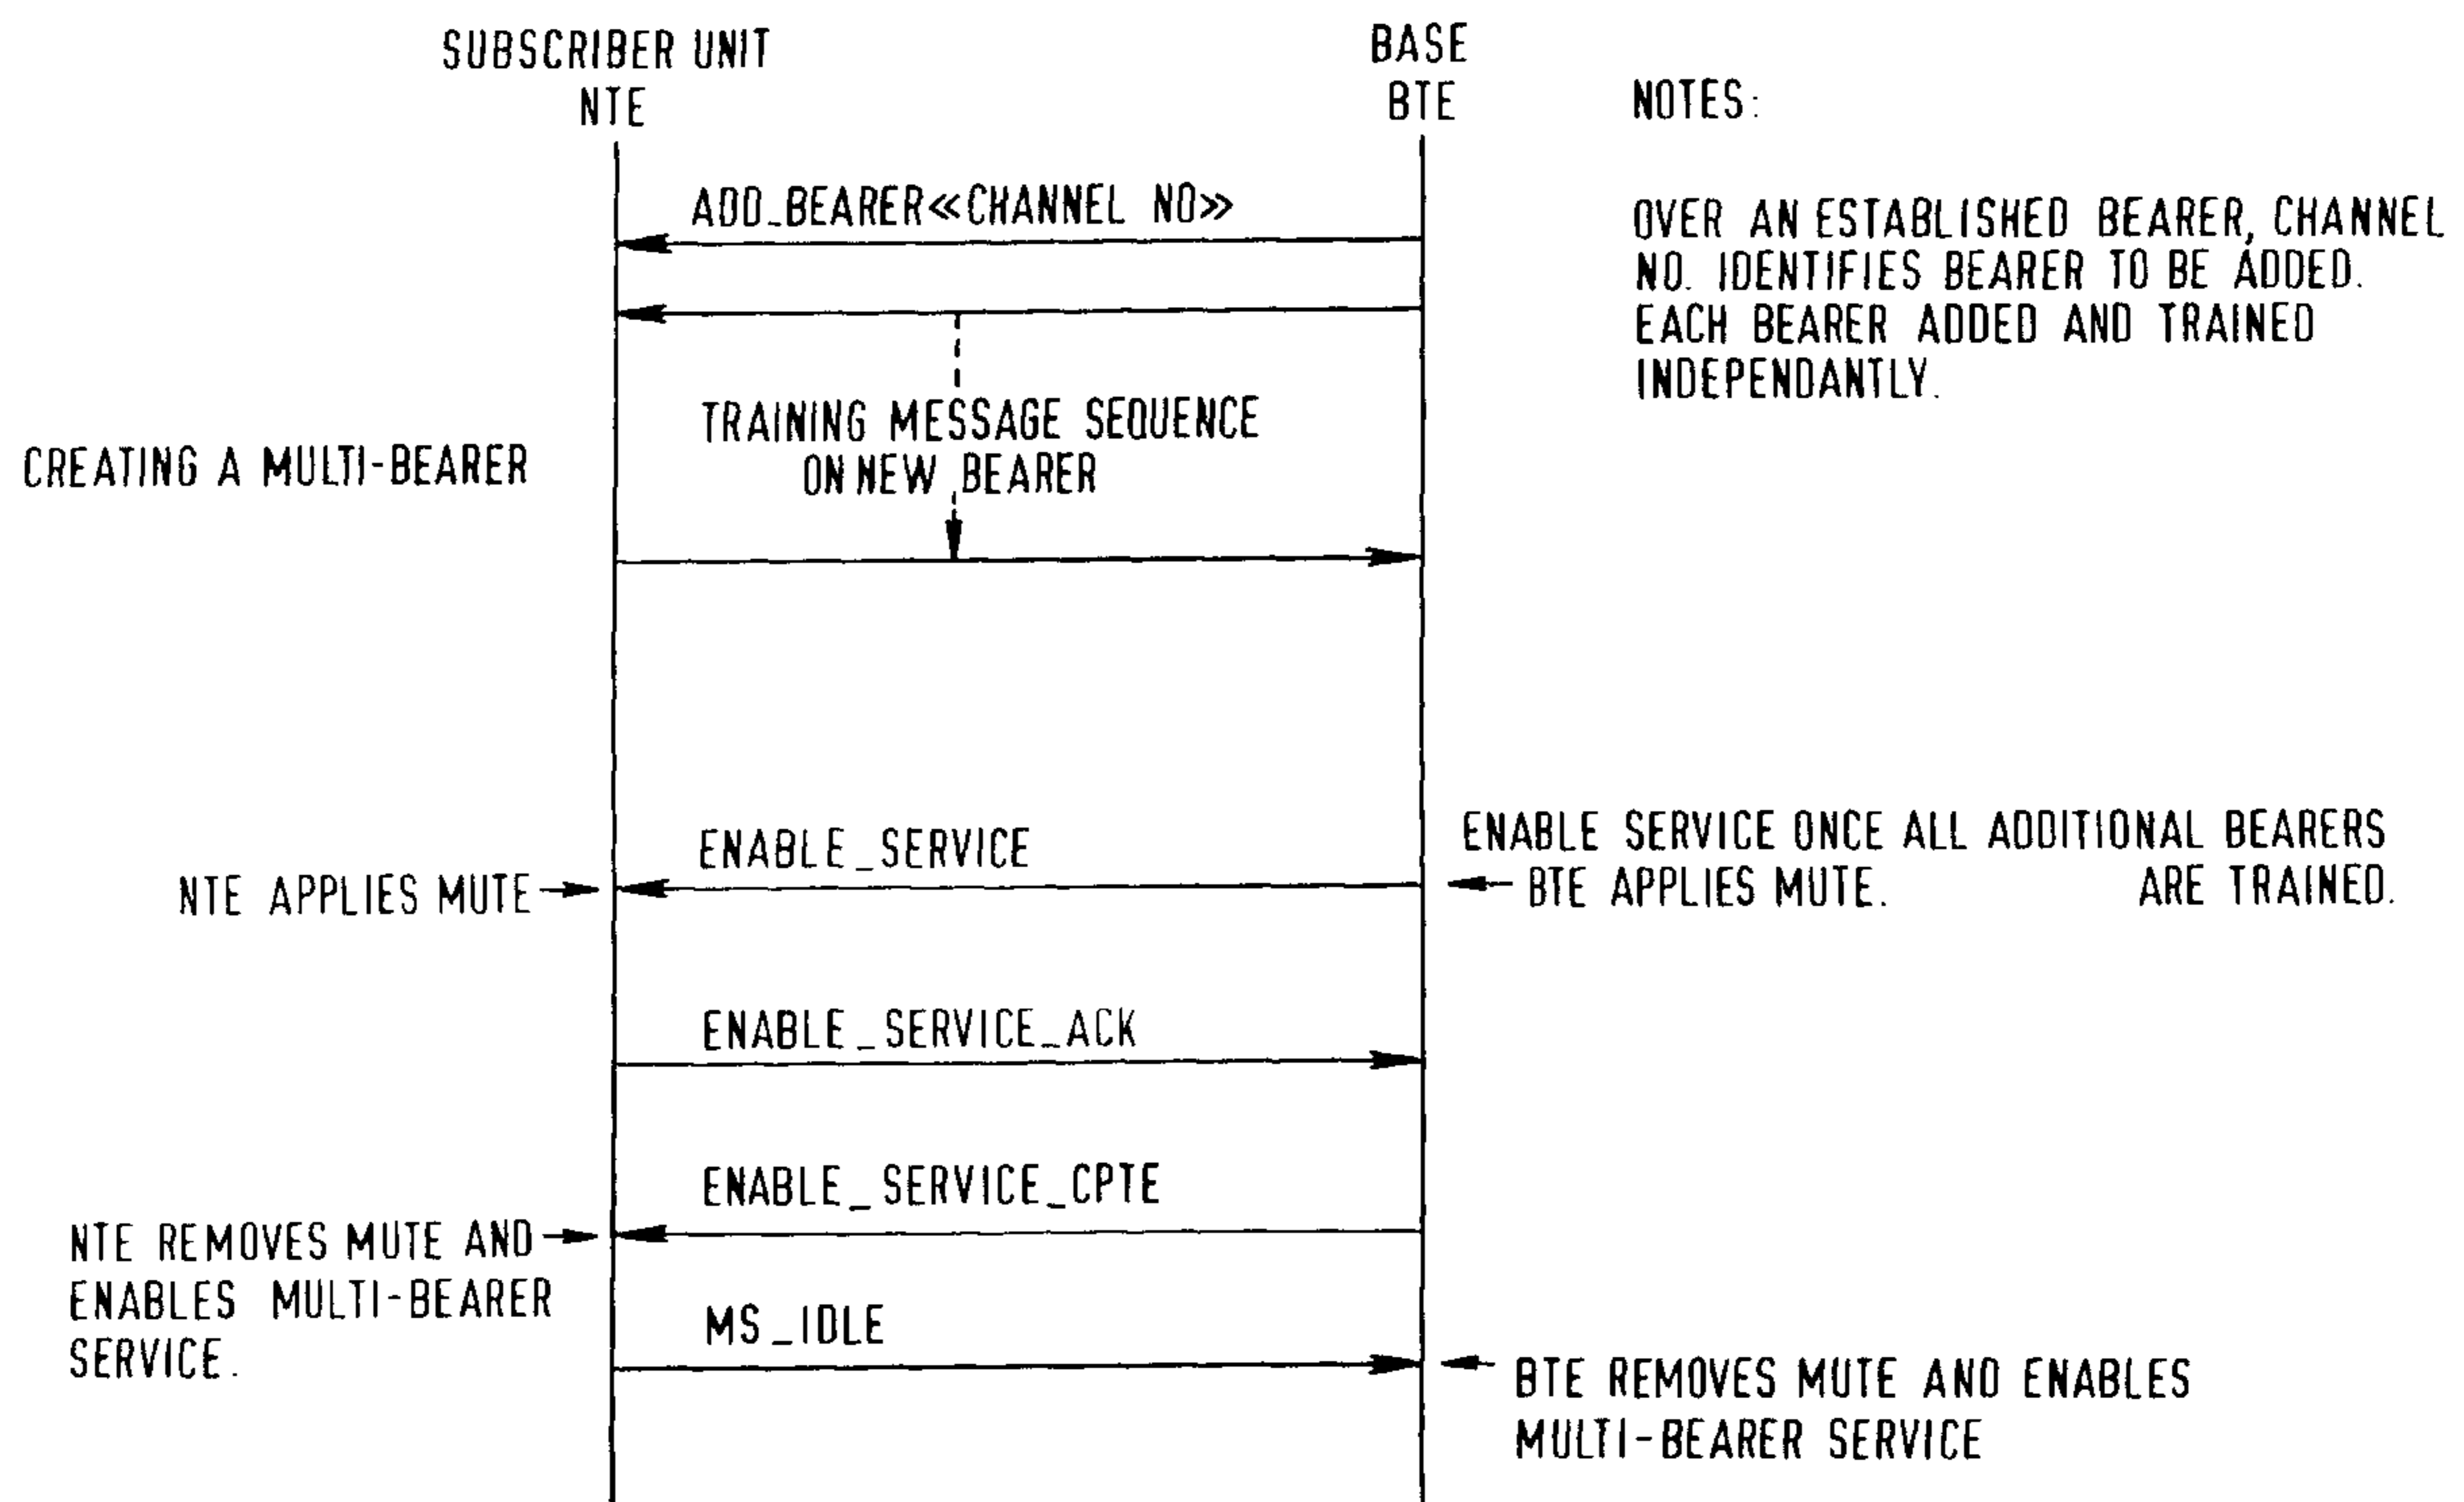 SUBSCRIBER UNIT
NTE
BASE
BTE
NOTES:
ADD_BEARER«CHANNEL NO»
OVER AN ESTABLISHED BEARER, CHANNEL
NO. IDENTIFIES BEARER TO BE ADDED.
EACH BEARER ADDED AND TRAINED
INDEPENDANTLY.
TRAINING MESSAGE SEQUENCE
ON NEW BEARER
CREATING A MULTI-BEARER
ENABLE_SERVICE
ENABLE SERVICE ONCE ALL ADDITIONAL BEARERS
ARE TRAINED.
NTE APPLIES MUTE
BTE APPLIES MUTE.
ENABLE_SERVICE_ACK
ENABLE_SERVICE_CPTE
NTE REMOVES MUTE AND
ENABLES MULTI-BEARER
SERVICE.
MS_IDLE
BTE REMOVES MUTE AND ENABLES
MULTI-BEARER SERVICE